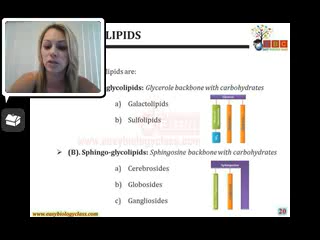 LIPIDS
lipids are:
glycolipids: Glycerole backbone with carbohydrates
a) Galactolipids
b) Sulfolipids
(B). Sphingo-glycolipids: Sphingosine backbone with carbohydrates
a) Cerebrosides
b) Globosides
c) Gangliosides
www.easybiologyclass.com